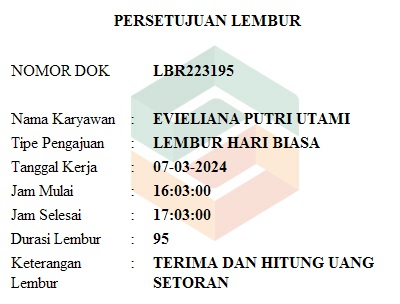 PERSETUJUAN LEMBUR
NOMOR DOK LBR223195
Nama Karyawan : EVIELIANA PUTRI UTAMI
Tipe Pengajuan : LEMBUR HARI BIASA
Tanggal Kerja : 07-03-2024
Jam Mulai : 16:03:00
Jam Selesai : 17:03:00
Durasi Lembur : 95
Keterangan : TERIMA DAN HITUNG UANG
Lembur SETORAN